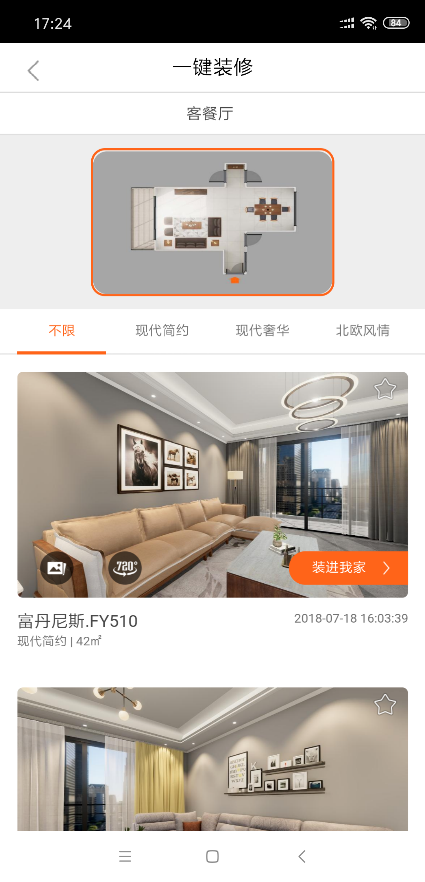 17:24
84
一键装修
客餐厅
不限
现代简约
现代奢华
北欧风情
720°
装进我家
富丹尼斯.FY510
2018-07-18 16:03:39
现代简约 | 42㎡